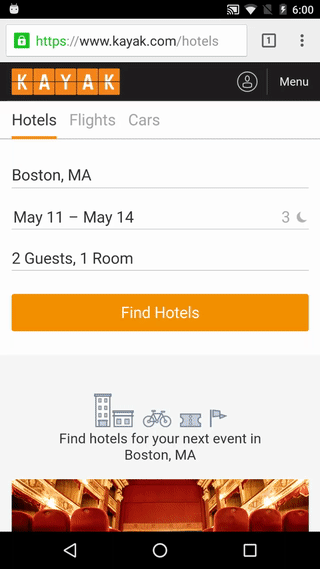 6:00
https://www.kayak.com/hotels
1
KAYAK
Menu
Hotels Flights Cars
Boston, MA
May 11 – May 14 3
2 Guests, 1 Room
Find Hotels
Find hotels for your next event in
Boston, MA